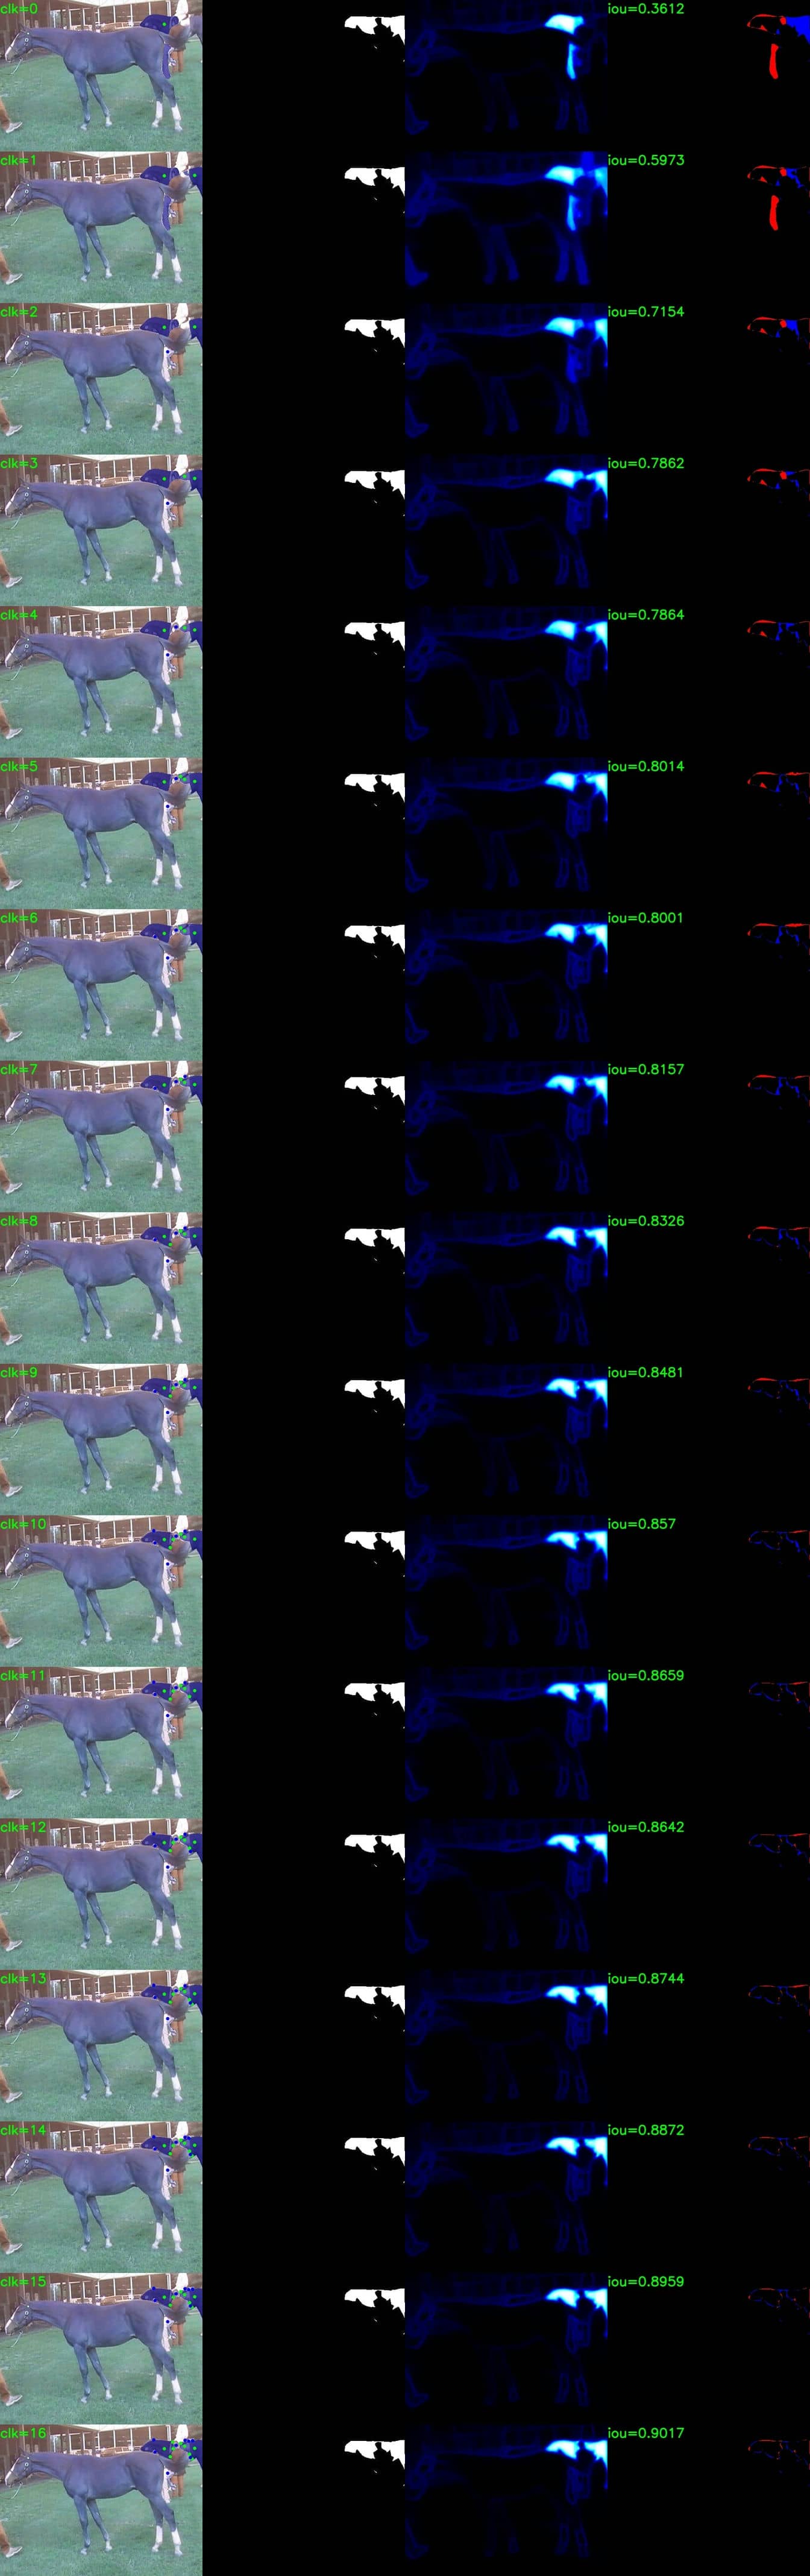 clk=0 iou=0.3612
clk=1 iou=0.5973
clk=2 iou=0.7154
clk=3 iou=0.7862
clk=4 iou=0.7864
clk=5 iou=0.8014
clk=6 iou=0.8001
clk=7 iou=0.8157
clk=8 iou=0.8326
clk=9 iou=0.8481
clk=10 iou=0.857
clk=11 iou=0.8659
clk=12 iou=0.8642
clk=13 iou=0.8744
clk=14 iou=0.8872
clk=15 iou=0.8959
clk=16 iou=0.9017